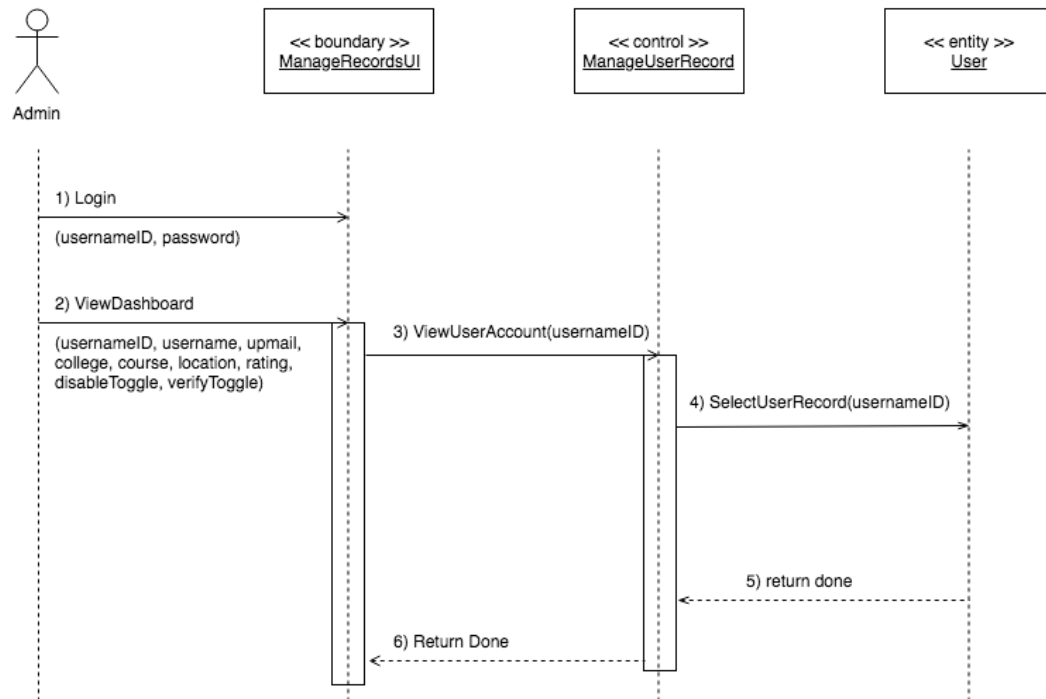 << boundary >>
ManageRecordsUI
<< control >>
ManageUserRecord
<< entity >>
User
Admin
1) Login
(usernameID, password)
2) ViewDashboard
(usernameID, username, upmail,
college, course, location, rating,
disableToggle, verifyToggle)
3) ViewUserAccount(usernameID)
4) SelectUserRecord(usernameID)
5) return done
6) Return Done